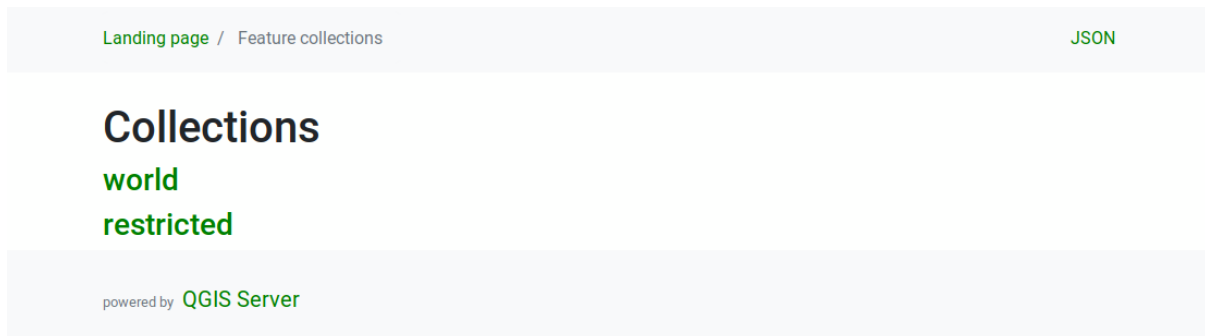 Landing page / Feature collections JSON
Collections
world
restricted
powered by QGIS Server